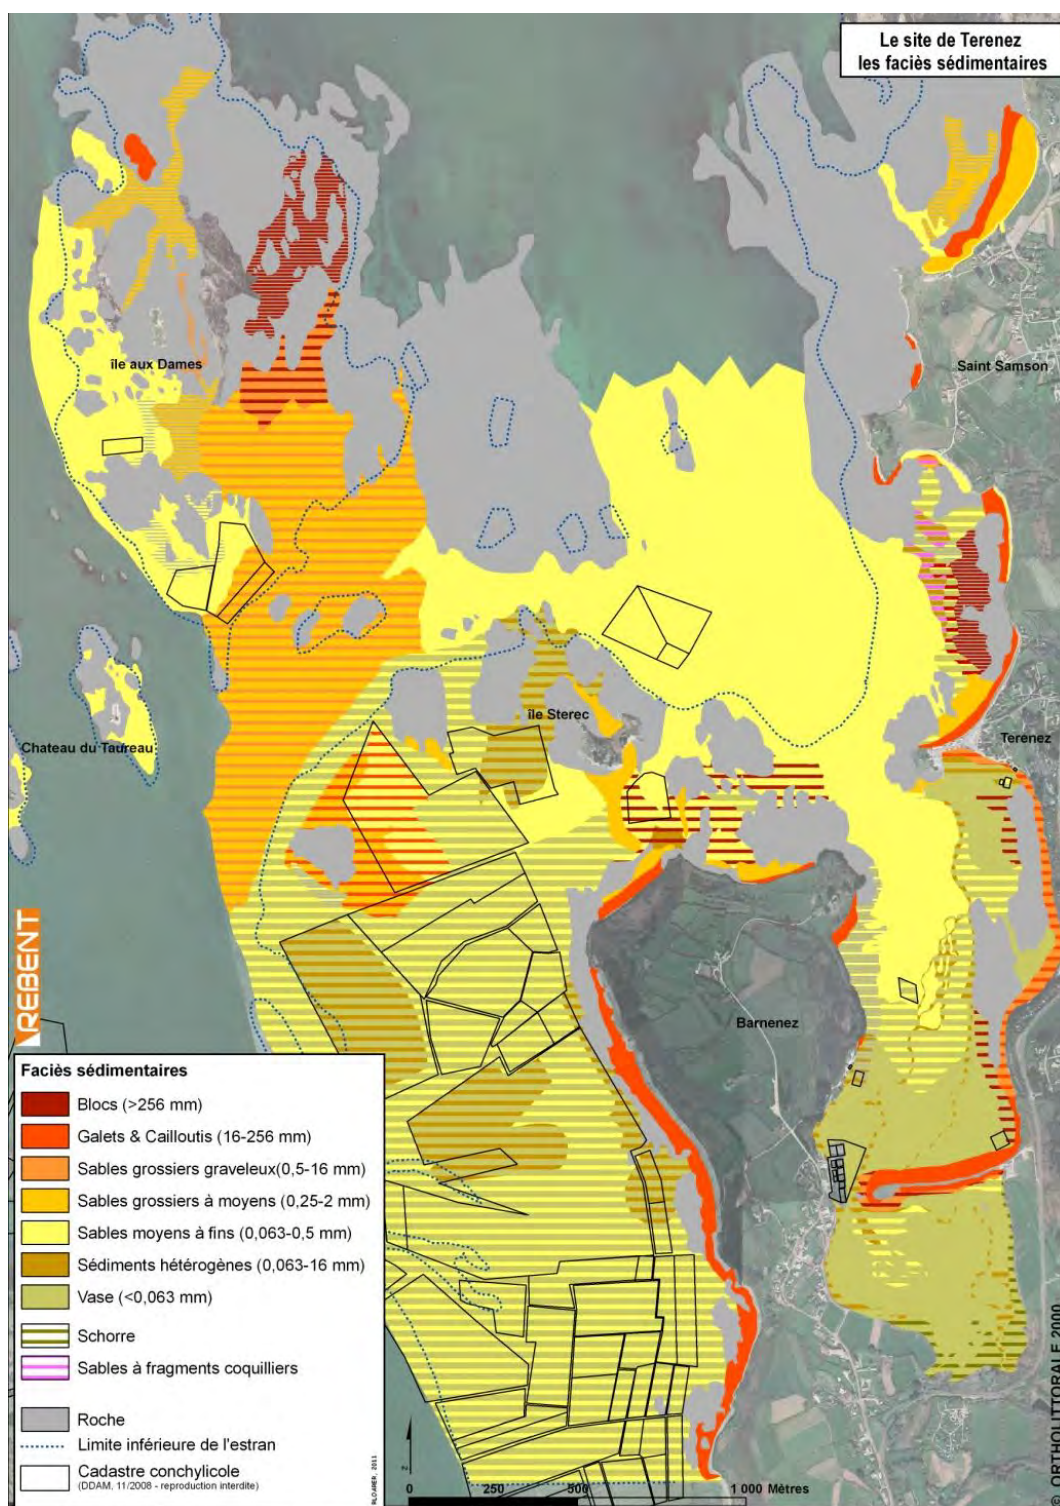 Le site de Terenez
les faciès sédimentaires
île aux Dames
Saint Samson
île Sterec
Terenez
Chateau du Taureau
Barnenez
REBENT
Faciès sédimentaires
Blocs (>256 mm)
Galets & Cailloutis (16-256 mm)
Sables grossiers graveleux(0,5-16 mm)
Sables grossiers à moyens (0,25-2 mm)
Sables moyens à fins (0,063-0,5 mm)
Sédiments hétérogènes (0,063-16 mm)
Vase (<0,063 mm)
Schorre
Sables à fragments coquilliers
Roche
Limite inférieure de l'estran
Cadastre conchylicole
(DDAM, 11/2008 - reproduction interdite)
0 250 500 1 000 Mètres
ORTHOLITTORALE 2000